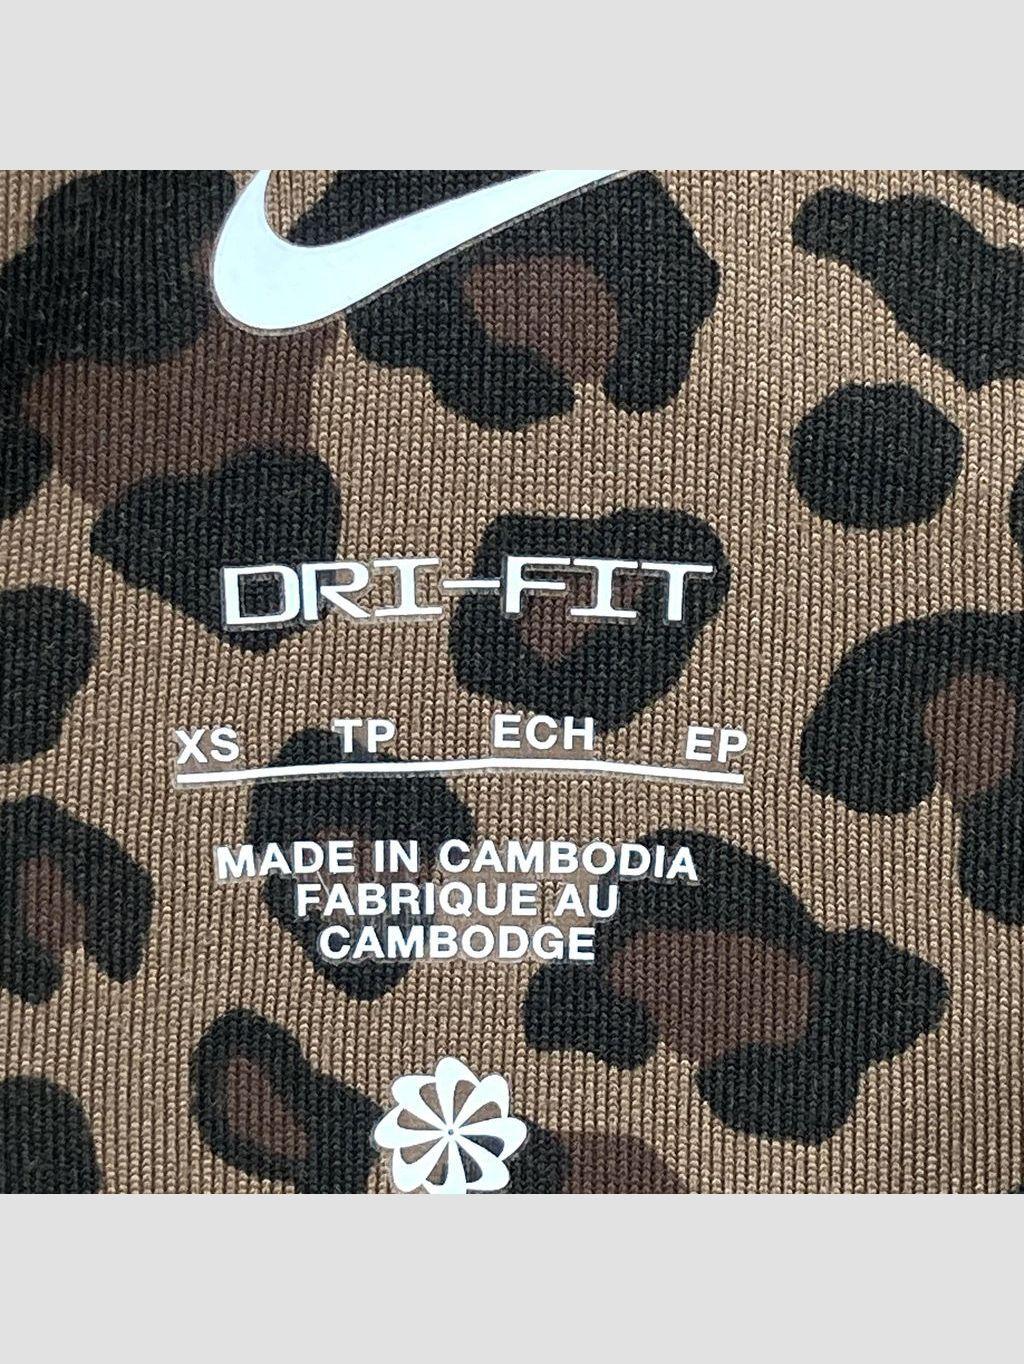 DRI-FIT
XS TP ECH EP
MADE IN CAMBODIA
FABRIQUE AU
CAMBODGE